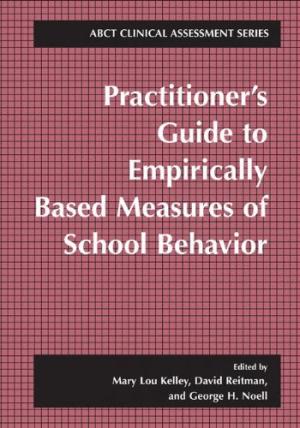 ABCT CLINICAL ASSESSMENT SERIES
Practitioner's
Guide to
Empirically
Based Measures of
School Behavior
Edited by
Mary Lou Kelley, David Reitman,
and George H. Noell